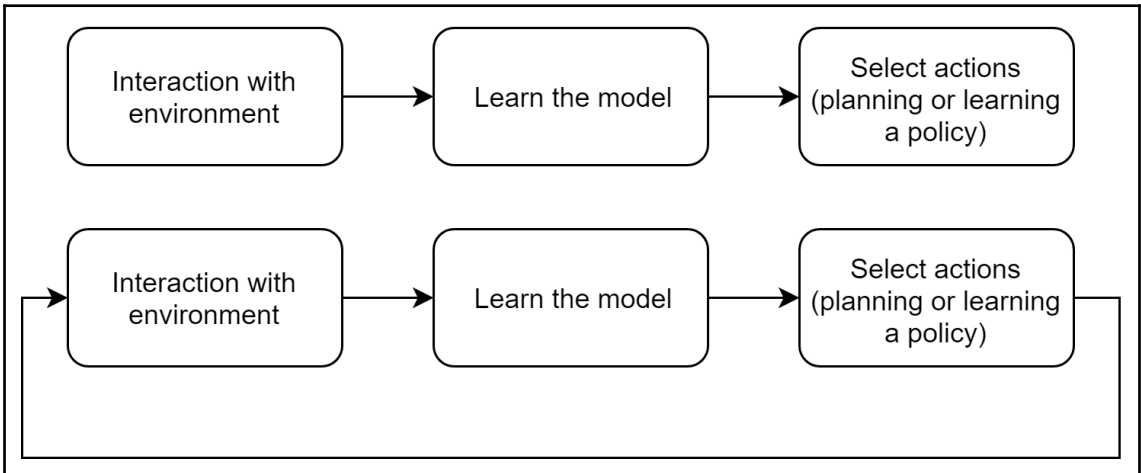 Interaction with
environment
Learn the model
Select actions
(planning or learning
a policy)
Interaction with
environment
Learn the model
Select actions
(planning or learning
a policy)